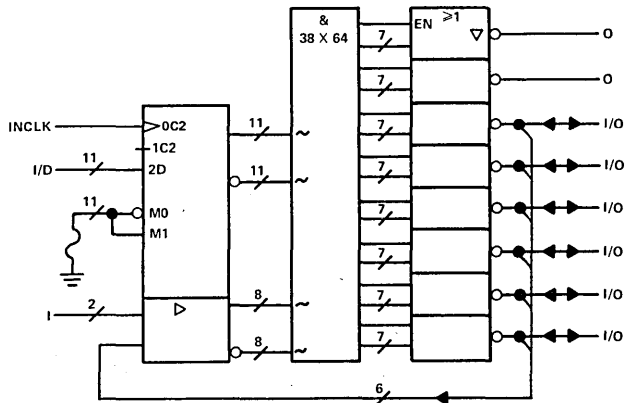 &
38 X 64
EN
≥1
▽
7
O
7
O
7
I/O
7
I/O
7
I/O
7
I/O
7
I/O
7
I/O
INCLK
0C2
1C2
I/D
11
2D
11
M0
M1
11
~
11
~
I
2
▷
8
~
8
~
6